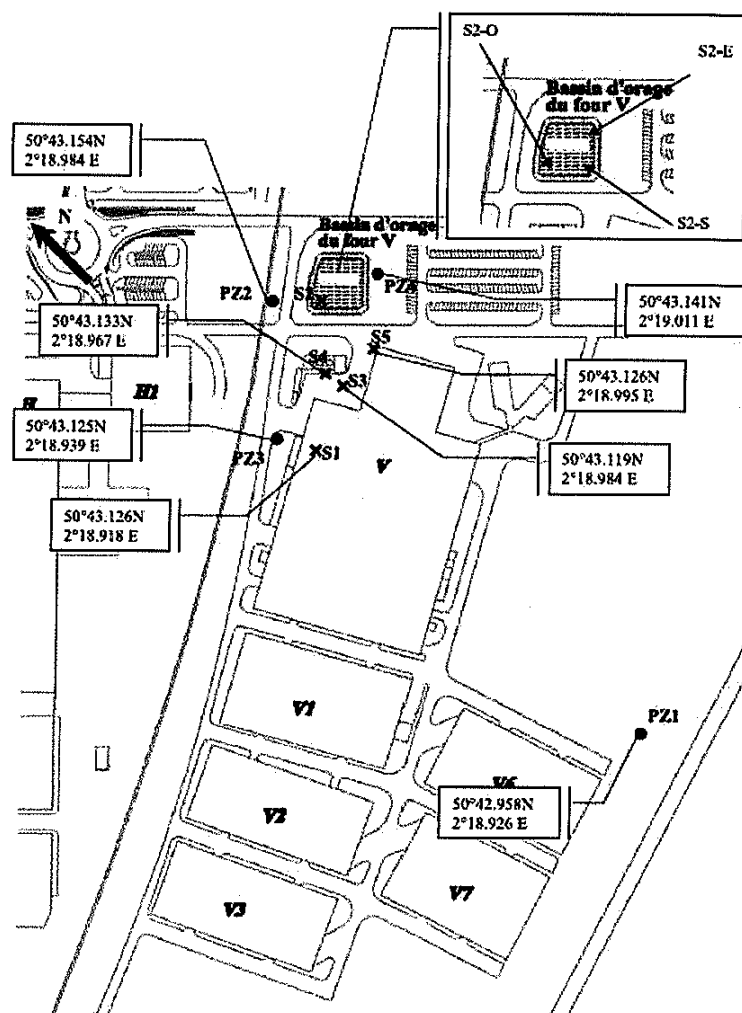 S2-O
S2-E
Bassin d'orage
du four V
S2-S
50°43.154N
2°18.984 E
N
Bassin d'orage
du four V
PZ2
PZ4
50°43.141N
2°19.011 E
50°43.133N
2°18.967 E
S5
S4
S3
50°43.126N
2°18.995 E
H
H1
50°43.125N
2°18.939 E
PZ3
S1
V
50°43.119N
2°18.984 E
50°43.126N
2°18.918 E
V1
PZ1
V6
50°42.958N
2°18.926 E
V2
V7
V3